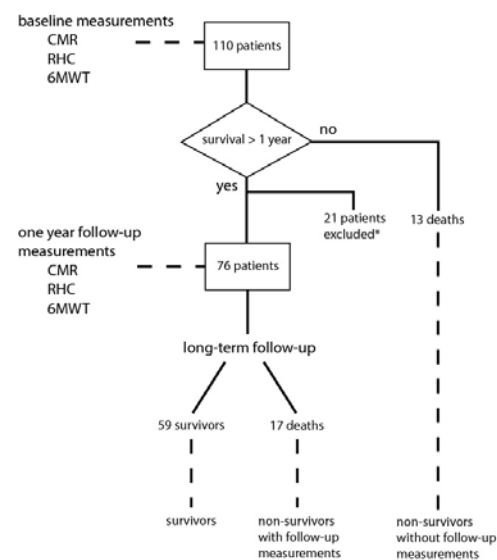 baseline measurements
CMR
RHC
6MWT
110 patients
survival > 1 year
no
yes
21 patients
excluded*
13 deaths
one year follow-up
measurements
CMR
RHC
6MWT
76 patients
long-term follow-up
59 survivors
17 deaths
survivors
non-survivors
with follow-up
measurements
non-survivors
without follow-up
measurements